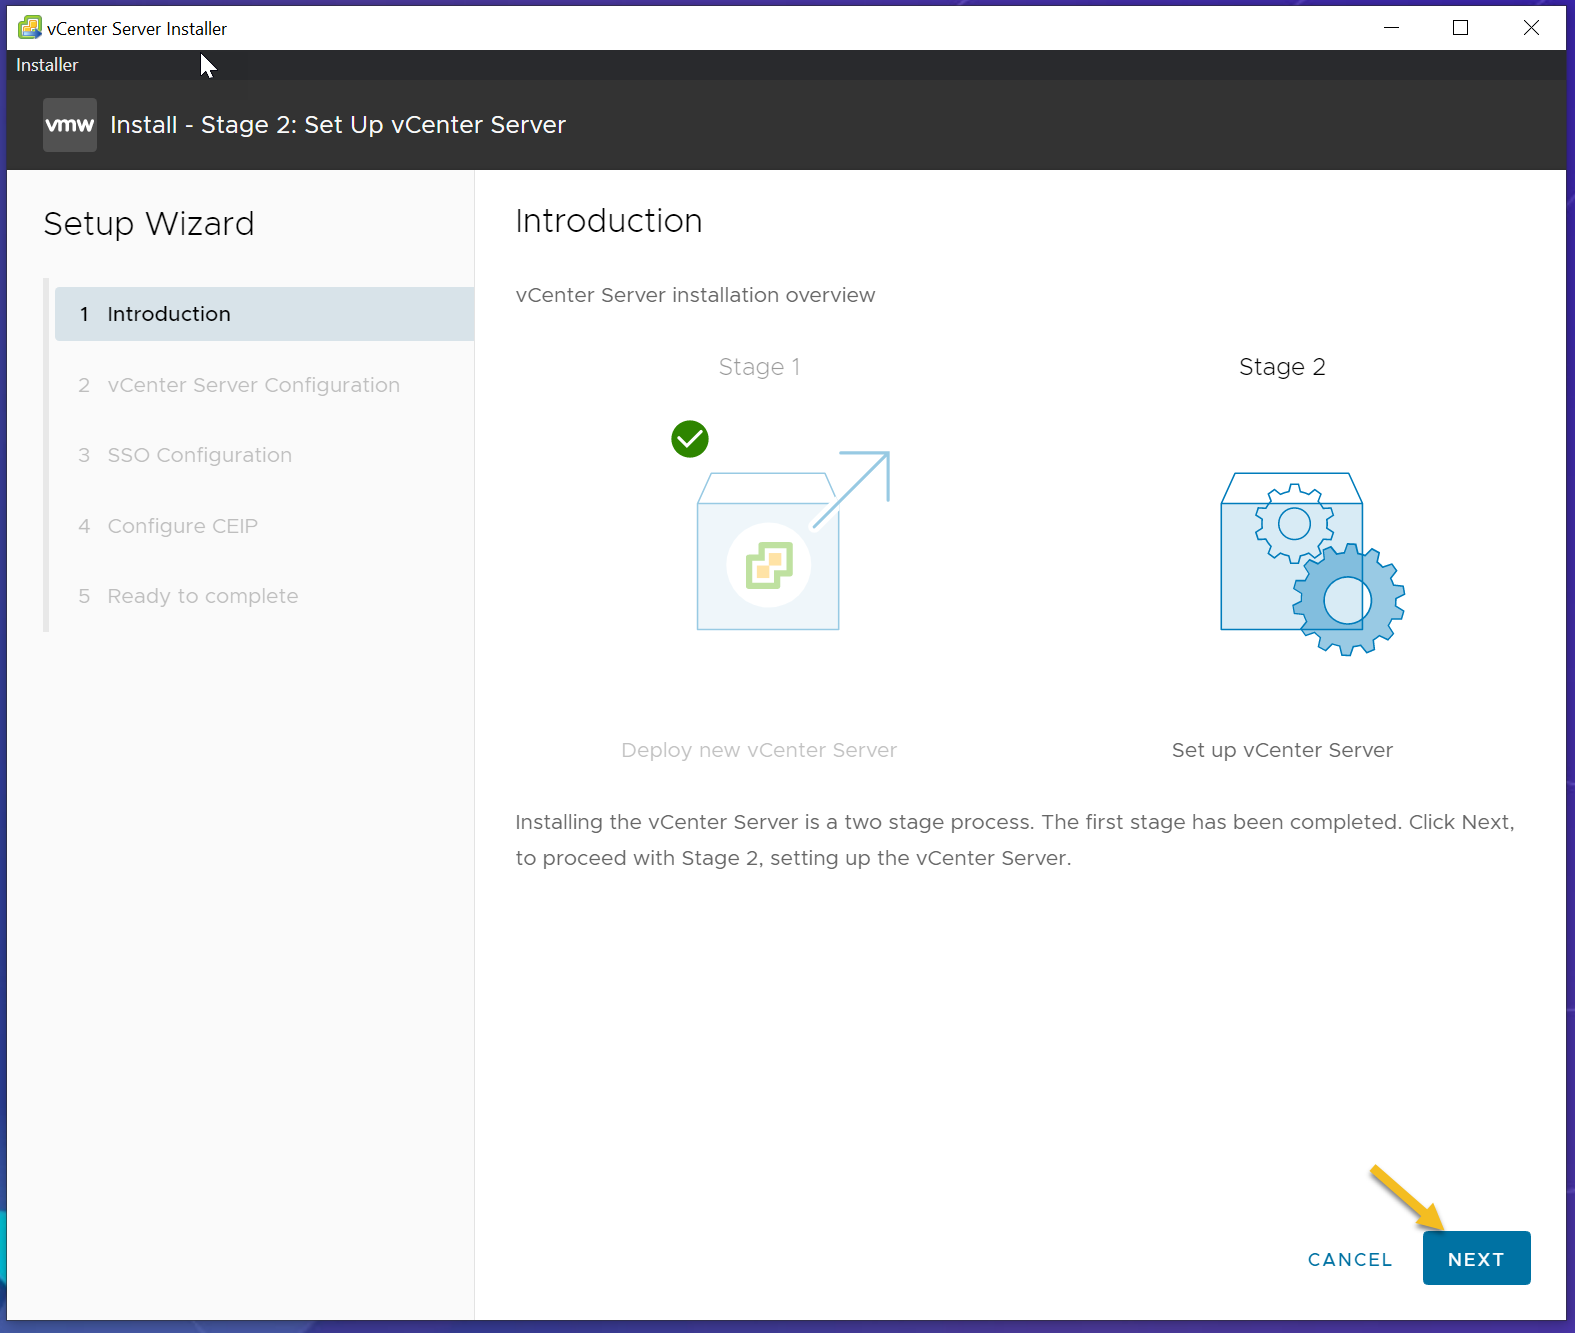 vCenter Server Installer
Installer
vmw Install - Stage 2: Set Up vCenter Server
Setup Wizard
1 Introduction
2 vCenter Server Configuration
3 SSO Configuration
4 Configure CEIP
5 Ready to complete
Introduction
vCenter Server installation overview
Stage 1
Stage 2
Deploy new vCenter Server
Set up vCenter Server
Installing the vCenter Server is a two stage process. The first stage has been completed. Click Next,
to proceed with Stage 2, setting up the vCenter Server.
CANCEL
NEXT